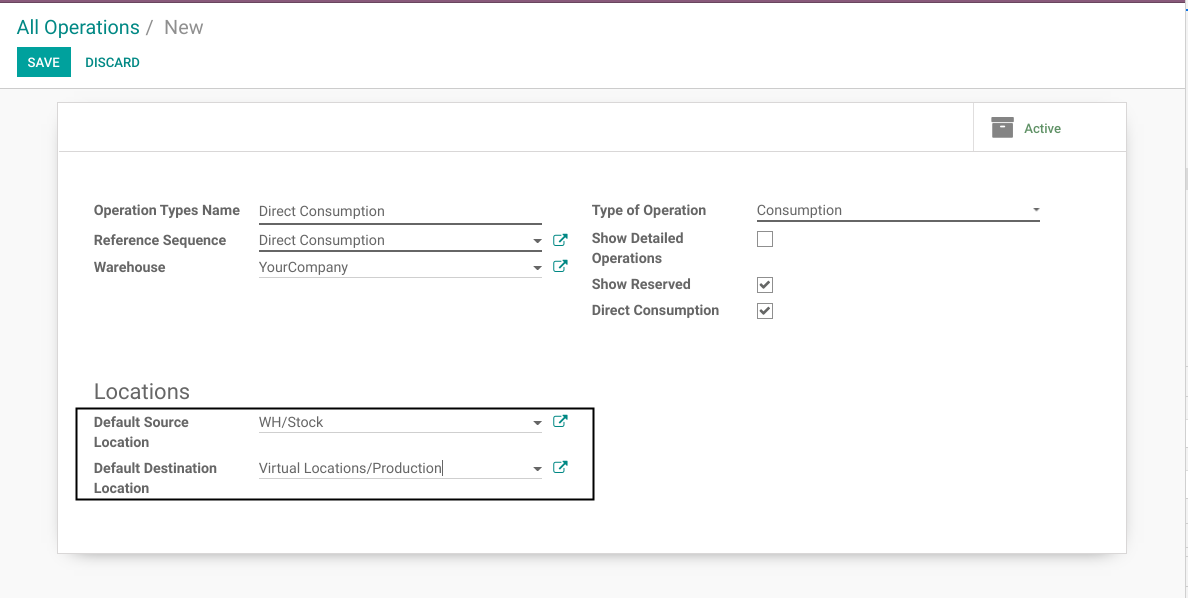 All Operations / New
SAVE DISCARD
Active
Operation Types Name Direct Consumption
Reference Sequence Direct Consumption
Warehouse YourCompany
Type of Operation Consumption
Show Detailed
Operations
Show Reserved
Direct Consumption
Locations
Default Source
Location
WH/Stock
Default Destination
Location
Virtual Locations/Production